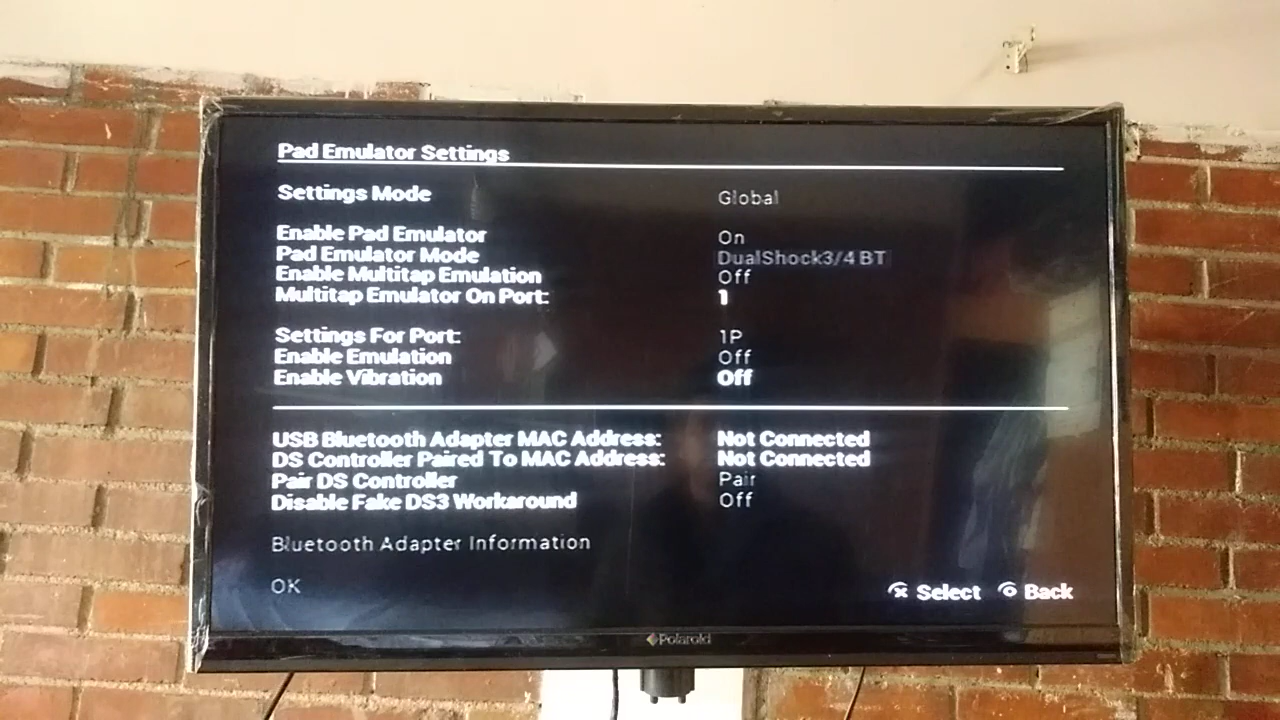 Pad Emulator Settings
Settings Mode Global
Enable Pad Emulator On
Pad Emulator Mode DualShock3/4 BT
Enable Multitap Emulation Off
Multitap Emulator On Port: 1
Settings For Port: 1P
Enable Emulation Off
Enable Vibration Off
USB Bluetooth Adapter MAC Address: Not Connected
DS Controller Paired To MAC Address: Not Connected
Pair DS Controller Pair
Disable Fake DS3 Workaround Off
Bluetooth Adapter Information
OK
Select Back
Polaroid